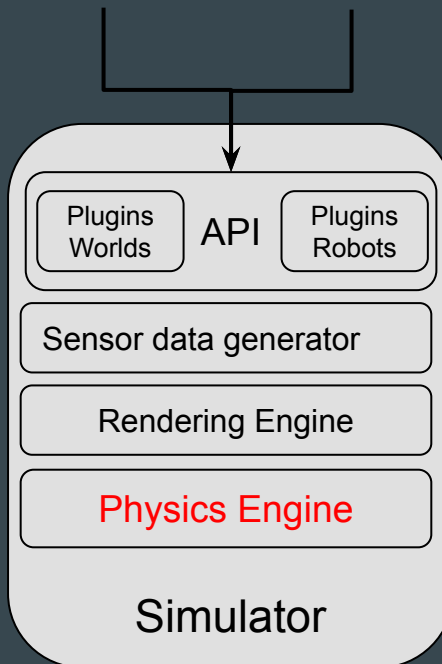 Plugins
Worlds
API
Plugins
Robots
Sensor data generator
Rendering Engine
Physics Engine
Simulator